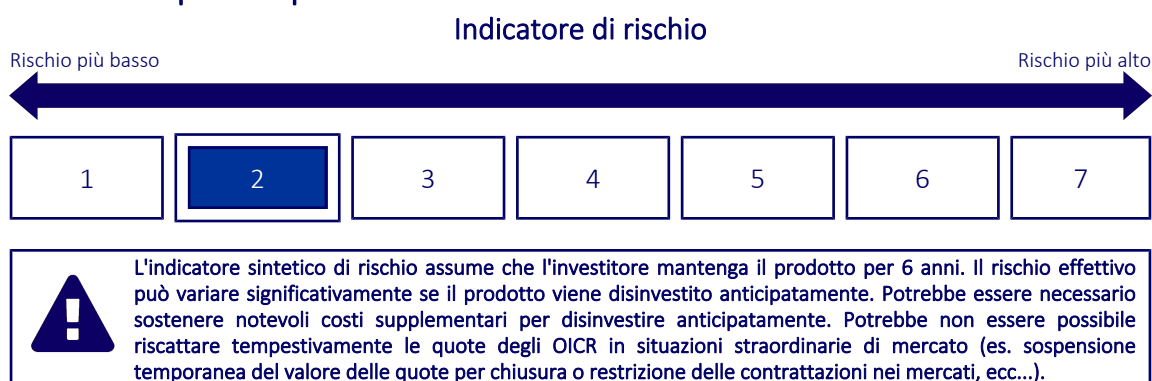 Indicatore di rischio
Rischio più basso
Rischio più alto
1 2 3 4 5 6 7
L'indicatore sintetico di rischio assume che l'investitore mantenga il prodotto per 6 anni. Il rischio effettivo
può variare significativamente se il prodotto viene disinvestito anticipatamente. Potrebbe essere necessario
sostenere notevoli costi supplementari per disinvestire anticipatamente. Potrebbe non essere possibile
riscattare tempestivamente le quote degli OICR in situazioni straordinarie di mercato (es. sospensione
temporanea del valore delle quote per chiusura o restrizione delle contrattazioni nei mercati, ecc...).